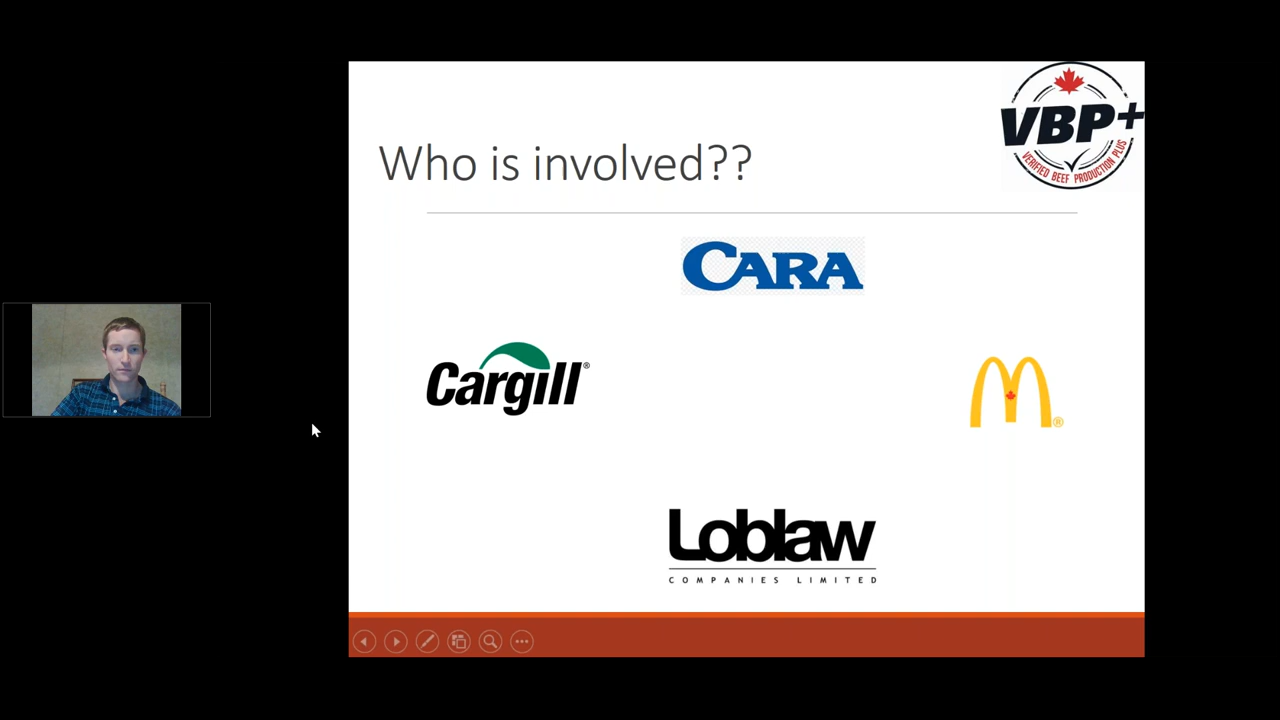 VBP+
VERIFIED BEEF PRODUCTION PLUS
Who is involved??
CARA
Cargill®
M®
Loblaw
COMPANIES LIMITED